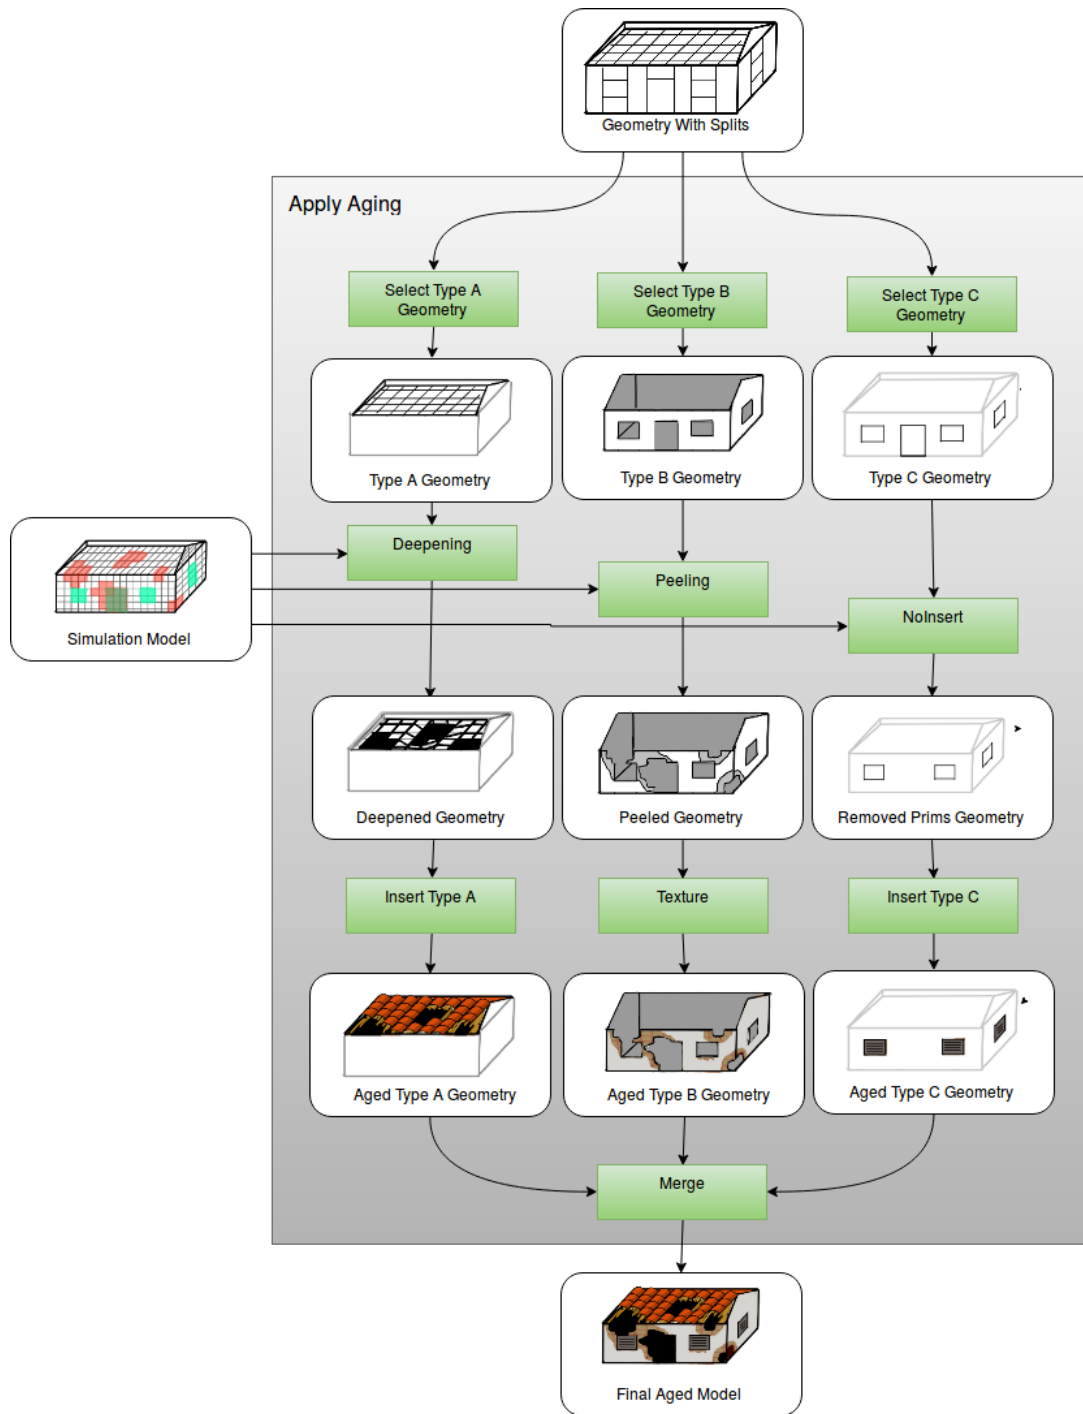 Geometry With Splits
Apply Aging
Select Type A
Geometry
Select Type B
Geometry
Select Type C
Geometry
Type A Geometry
Type B Geometry
Type C Geometry
Simulation Model
Deepening
Peeling
NoInsert
Deepened Geometry
Peeled Geometry
Removed Prims Geometry
Insert Type A
Texture
Insert Type C
Aged Type A Geometry
Aged Type B Geometry
Aged Type C Geometry
Merge
Final Aged Model